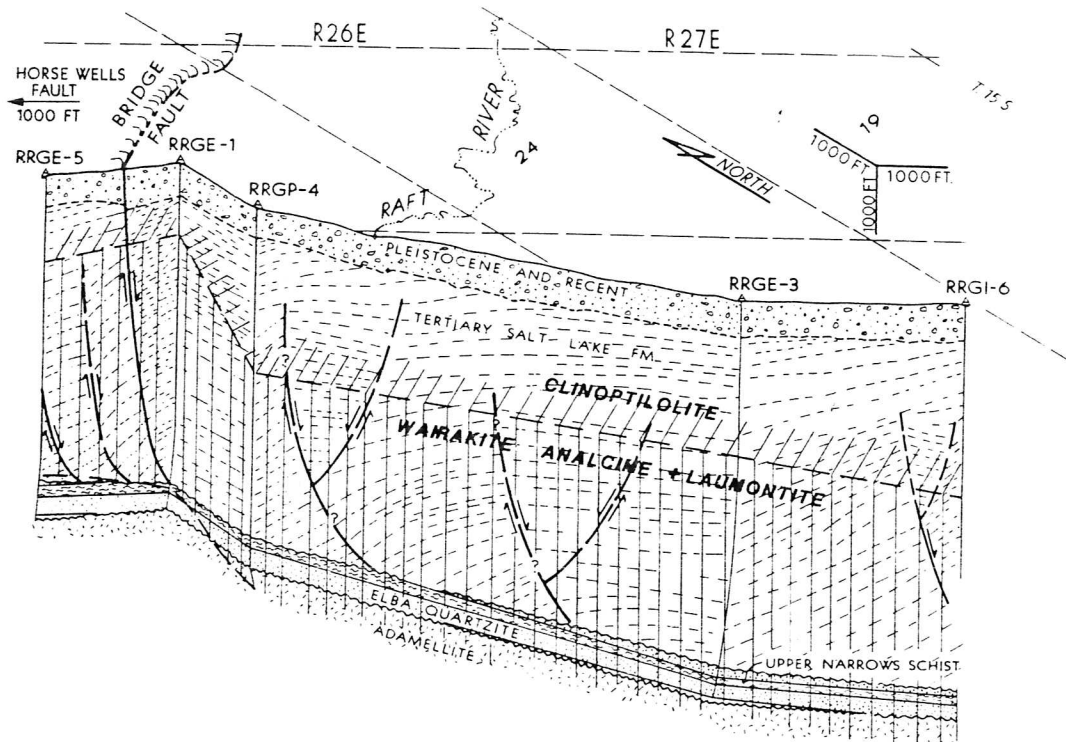 R26E
R27E
S
T. 15 S
HORSE WELLS
FAULT
1000 FT
BRIDGE
FAULT
RIVER
24
19
1000 FT
1000 FT.
1000 FT
NORTH
RRGE-5
RRGE-1
RRGP-4
RAFT
RRGE-3
RRGI-6
PLEISTOCENE AND RECENT
TERTIARY SALT LAKE FM
?
CLINOPTILOLITE
?
WAIRAKITE ANALCINE + LAUMONTITE
?
?
ELBA QUARTZITE
ADAMELLITE
UPPER NARROWS SCHIST